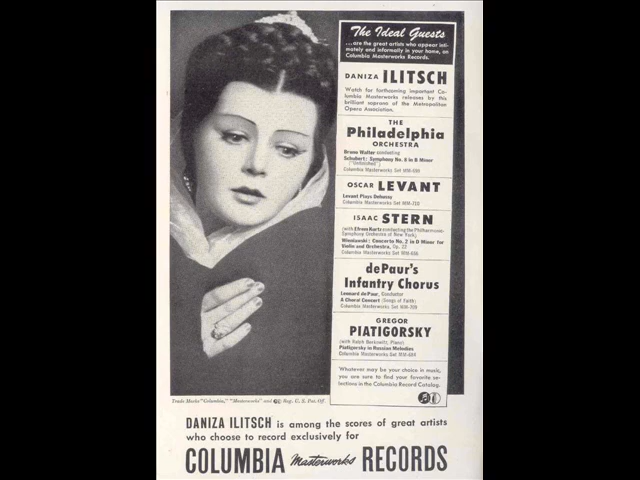 The Ideal Guests
...are the great artists who appear inti-
mately and informally in your home, on
Columbia Masterworks Records.
DANIZA ILITSCH
Watch for forthcoming important Co-
lumbia Masterworks releases by this
brilliant soprano of the Metropolitan
Opera Association.
THE
Philadelphia
ORCHESTRA
Bruno Walter conducting
Schubert: Symphony No. 8 in B Minor
("Unfinished")
Columbia Masterworks Set
OSCAR LEVANT
Levant Plays Debussy
Columbia Masterworks Set
ISAAC STERN
(with Efrem Kurtz conducting the Philharmonic-
Symphony Orchestra of New York)
Wieniawski: Concerto No. 2 in D Minor for
Violin and Orchestra, Op. 22
Columbia Masterworks Set
dePaur's
Infantry Chorus
Leonard dePaur, Conductor
A Choral Concert (Songs of Faith)
Columbia Masterworks Set
GREGOR
PIATIGORSKY
(with Ralph Berkowitz, Piano)
Piatigorsky in Russian Melodies
Columbia Masterworks Set
Whatever may be your choice in music,
you are sure to find your favorite se-
lections in the Columbia Record Catalog.
Trade Marks "Columbia," "Masterworks" and Reg. U. S. Pat. Off.
DANIZA ILITSCH is among the scores of great artists
who choose to record exclusively for
COLUMBIA Masterworks RECORDS